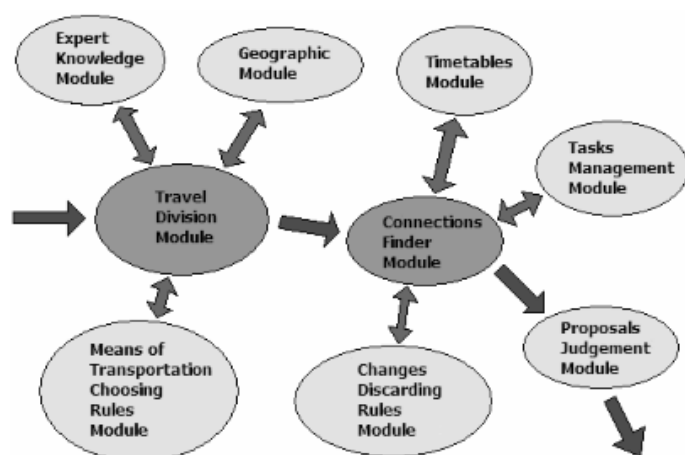 Expert
Knowledge
Module
Geographic
Module
Timetables
Module
Tasks
Management
Module
Travel
Division
Module
Connections
Finder
Module
Means of
Transportation
Choosing
Rules
Module
Changes
Discarding
Rules
Module
Proposals
Judgement
Module